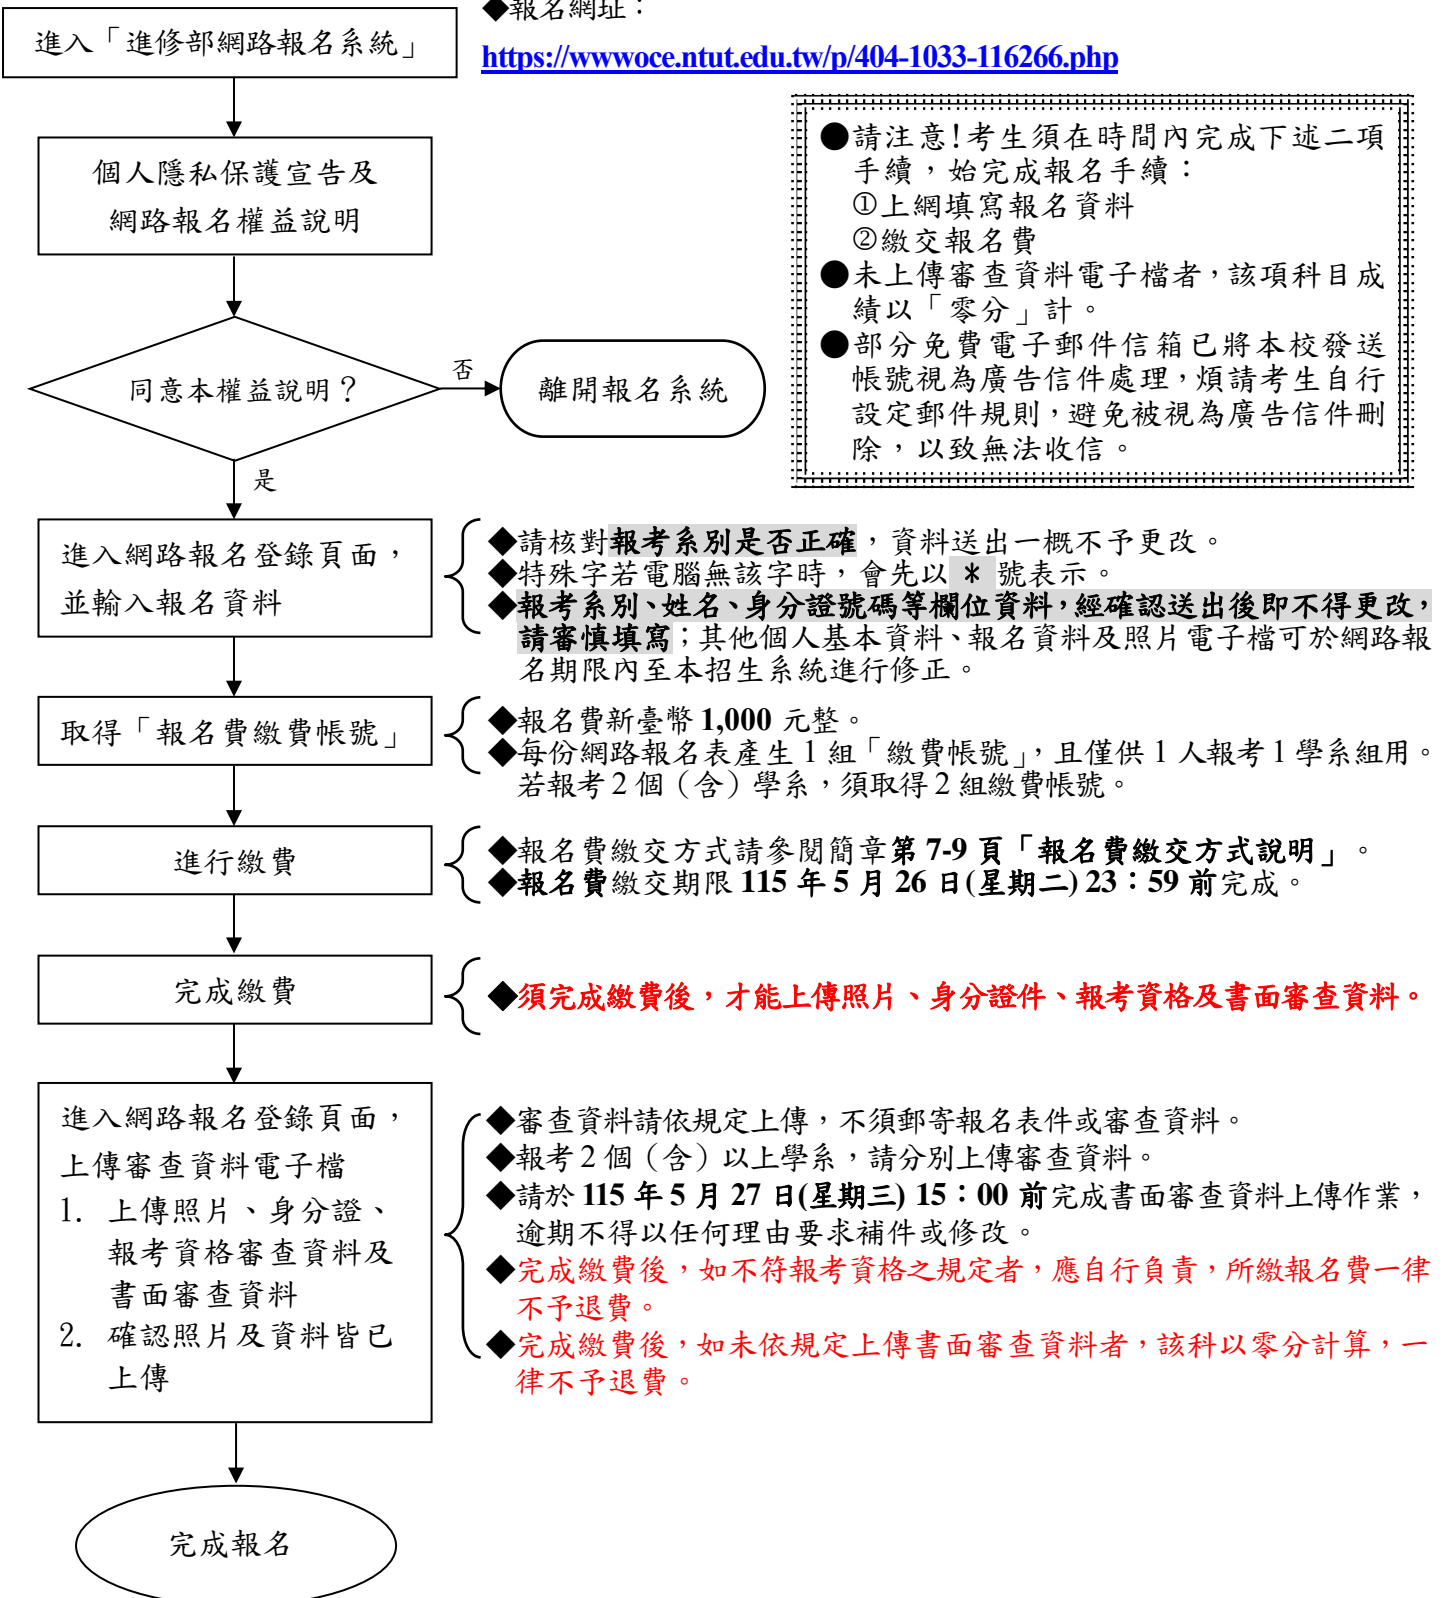 ◆報名網址：
進入「進修部網路報名系統」
https://wwwoce.ntut.edu.tw/p/404-1033-116266.php
個人隱私保護宣告及
網路報名權益說明
●請注意!考生須在時間內完成下述二項
手續，始完成報名手續：
①上網填寫報名資料
②繳交報名費
●未上傳審查資料電子檔者，該項科目成
績以「零分」計。
●部分免費電子郵件信箱已將本校發送
帳號視為廣告信件處理，煩請考生自行
設定郵件規則，避免被視為廣告信件刪
除，以致無法收信。
同意本權益說明？
否
離開報名系統
是
進入網路報名登錄頁面，
並輸入報名資料
◆請核對報考系別是否正確，資料送出一概不予更改。
◆特殊字若電腦無該字時，會先以 * 號表示。
◆報考系別、姓名、身分證號碼等欄位資料，經確認送出後即不得更改，
請審慎填寫；其他個人基本資料、報名資料及照片電子檔可於網路報
名期限內至本招生系統進行修正。
取得「報名費繳費帳號」
◆報名費新臺幣 1,000 元整。
◆每份網路報名表產生 1 組「繳費帳號」，且僅供 1 人報考 1 學系組用。
若報考 2 個（含）學系，須取得 2 組繳費帳號。
進行繳費
◆報名費繳交方式請參閱簡章第 7-9 頁「報名費繳交方式說明」。
◆報名費繳交期限 115 年 5 月 26 日(星期二) 23：59 前完成。
完成繳費
◆須完成繳費後，才能上傳照片、身分證件、報考資格及書面審查資料。
進入網路報名登錄頁面，
上傳審查資料電子檔
1. 上傳照片、身分證、
報考資格審查資料及
書面審查資料
2. 確認照片及資料皆已
上傳
◆審查資料請依規定上傳，不須郵寄報名表件或審查資料。
◆報考 2 個（含）以上學系，請分別上傳審查資料。
◆請於 115 年 5 月 27 日(星期三) 15：00 前完成書面審查資料上傳作業，
逾期不得以任何理由要求補件或修改。
◆完成繳費後，如不符報考資格之規定者，應自行負責，所繳報名費一律
不予退費。
◆完成繳費後，如未依規定上傳書面審查資料者，該科以零分計算，一
律不予退費。
完成報名